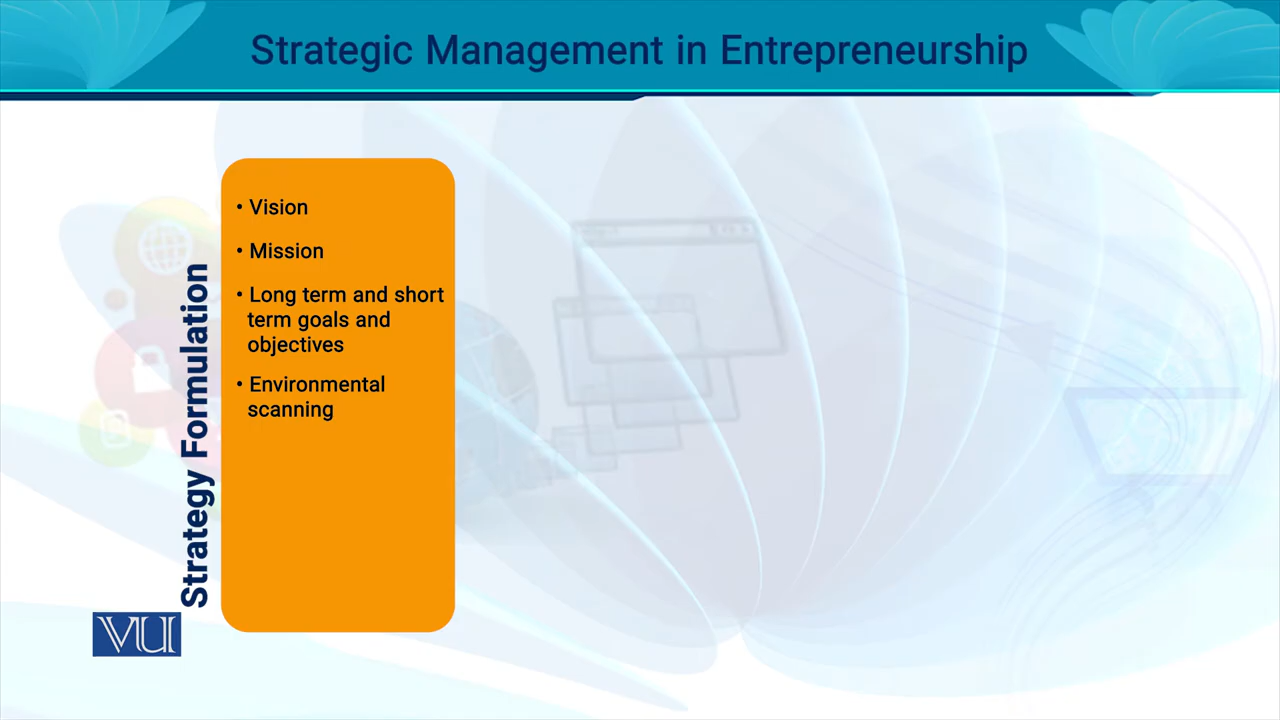 Strategic Management in Entrepreneurship
Strategy Formulation
• Vision
• Mission
• Long term and short
term goals and
objectives
• Environmental
scanning
VU